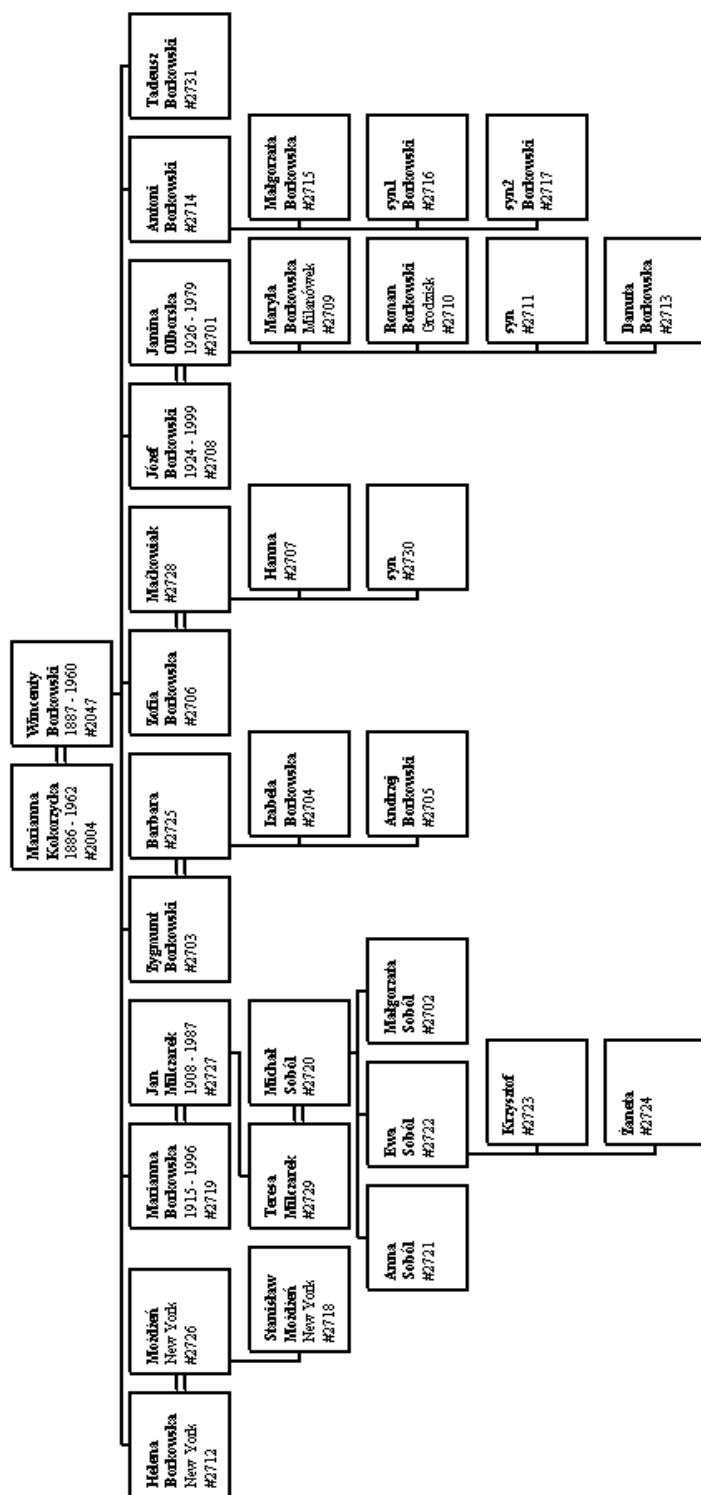 Marianna
Kokorzycka
1886 - 1962
#2004
Wincenty
Borkowski
1887 - 1960
#2047
Helena
Borkowska
New York
#2712
Możdżeń
New York
#2726
Marianna
Borkowska
1915 - 1996
#2719
Jan
Milczarek
1908 - 1987
#2727
Zygmunt
Borkowski
#2703
Barbara
#2725
Zofia
Borkowska
#2706
Maćkowiak
#2728
Józef
Borkowski
1924 - 1999
#2708
Janina
Olborska
1926 - 1979
#2701
Antoni
Borkowski
#2714
Tadeusz
Borkowski
#2731
Stanisław
Możdżeń
New York
#2718
Teresa
Milczarek
#2729
Michał
Soból
#2720
Izabela
Borkowska
#2704
Hanna
#2707
Maryla
Borkowska
Milanówek
#2709
Małgorzata
Borkowska
#2715
Anna
Soból
#2721
Ewa
Soból
#2722
Małgorzata
Soból
#2702
Andrzej
Borkowski
#2705
syn
#2730
Roman
Borkowski
Grodzisk
#2710
syn1
Borkowski
#2716
Krzysztof
#2723
syn
#2711
syn2
Borkowski
#2717
Żaneta
#2724
Danuta
Borkowska
#2713